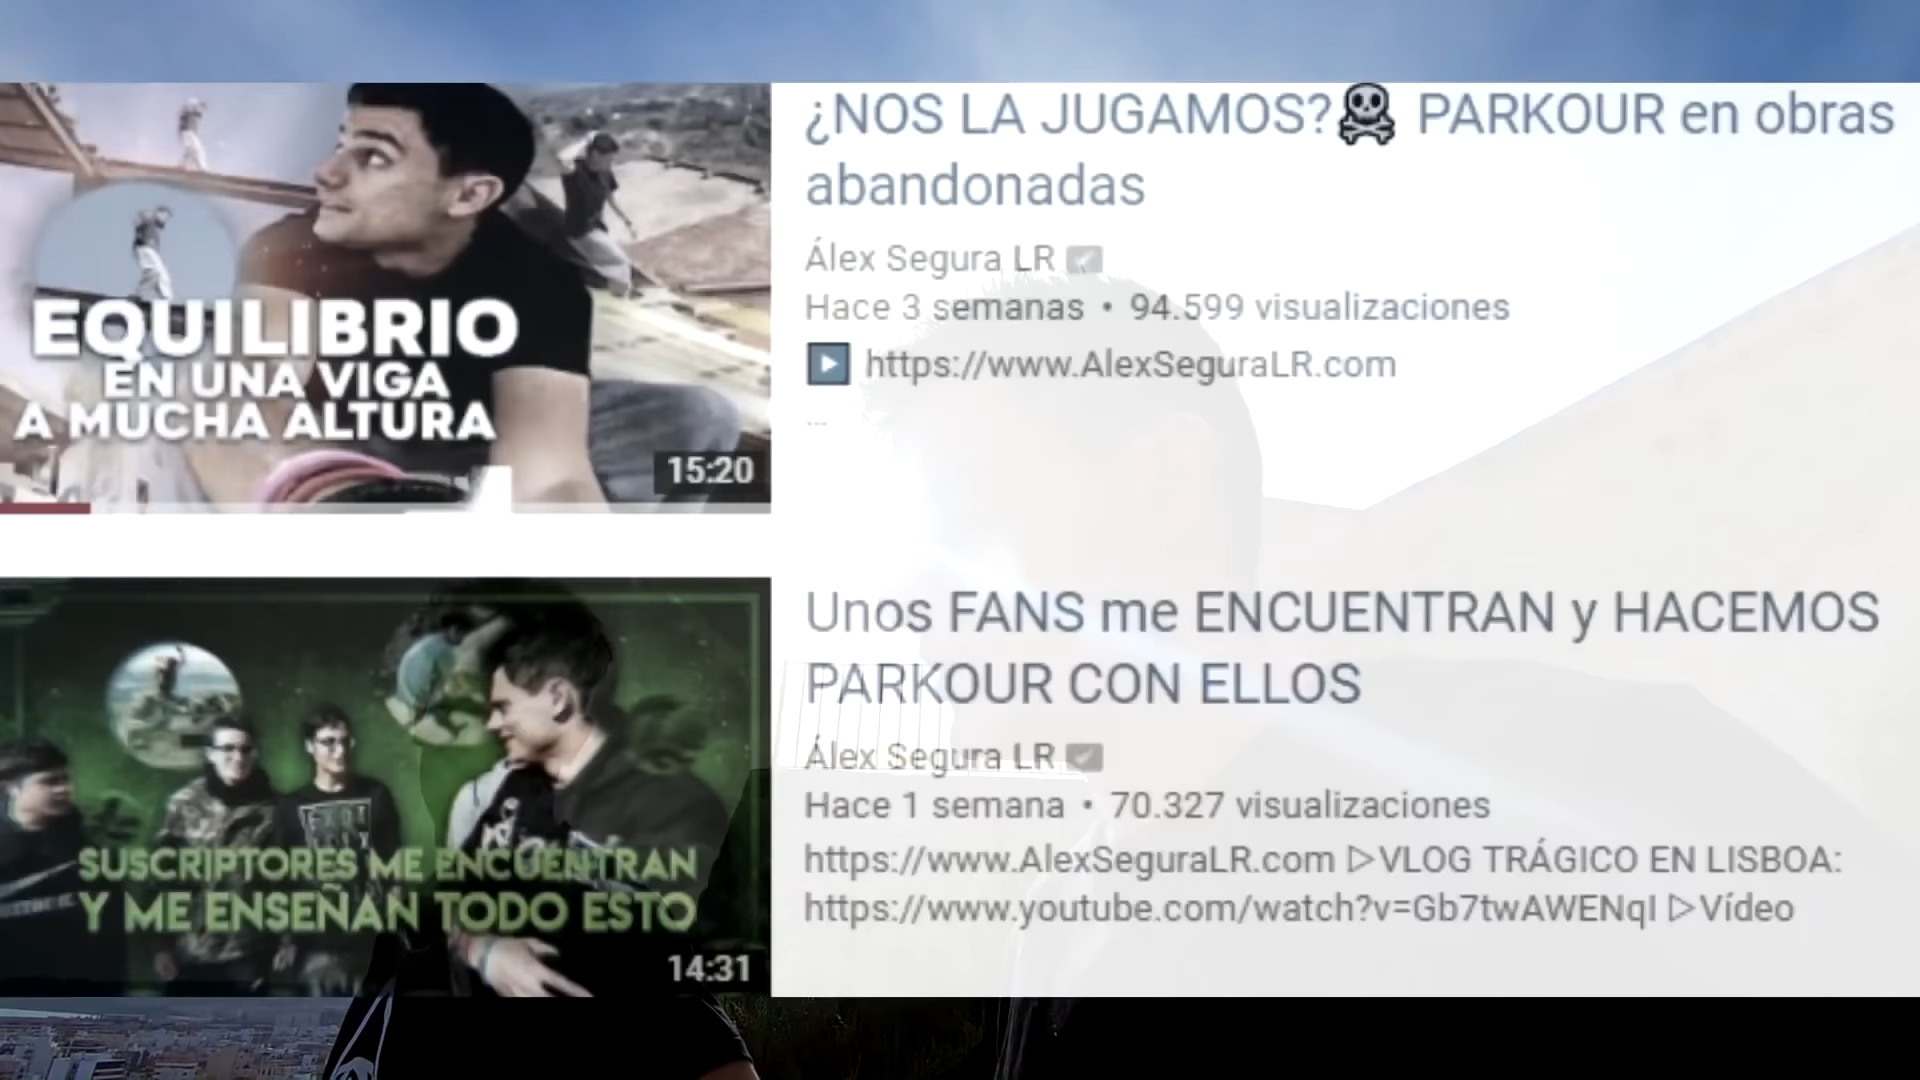 EQUILIBRIO
EN UNA VIGA
A MUCHA ALTURA
15:20
¿NOS LA JUGAMOS?☠ PARKOUR en obras
abandonadas
Álex Segura LR
Hace 3 semanas • 94.599 visualizaciones
https://www.AlexSeguraLR.com
...
SUSCRIPTORES ME ENCUENTRAN
Y ME ENSEÑAN TODO ESTO
14:31
Unos FANS me ENCUENTRAN y HACEMOS
PARKOUR CON ELLOS
Álex Segura LR
Hace 1 semana • 70.327 visualizaciones
https://www.AlexSeguraLR.com ▷VLOG TRÁGICO EN LISBOA:
https://www.youtube.com/watch?v=Gb7twAWENqI ▷Vídeo